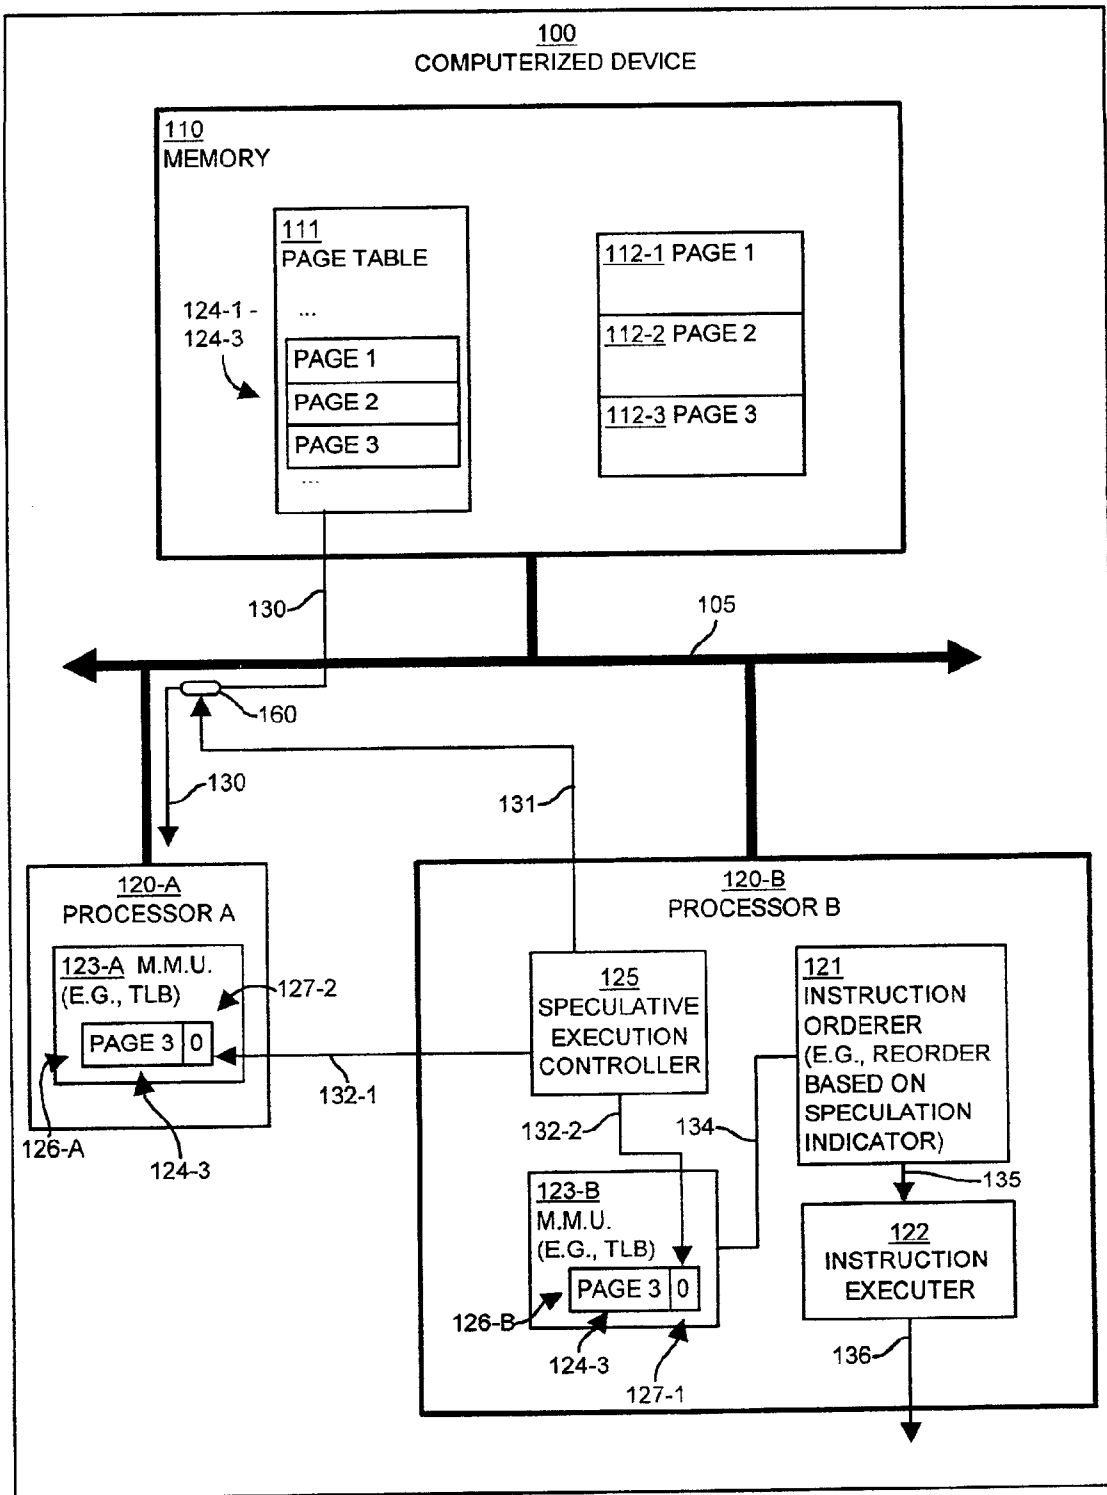 100
COMPUTERIZED DEVICE
110
MEMORY
111
PAGE TABLE
...
124-1 -
124-3
PAGE 1
PAGE 2
PAGE 3
...
112-1 PAGE 1
112-2 PAGE 2
112-3 PAGE 3
130
105
160
130
131
120-A
PROCESSOR A
123-A M.M.U.
(E.G., TLB)
127-2
PAGE 3 0
126-A
124-3
132-1
120-B
PROCESSOR B
125
SPECULATIVE
EXECUTION
CONTROLLER
132-2
134
121
INSTRUCTION
ORDERER
(E.G., REORDER
BASED ON
SPECULATION
INDICATOR)
135
123-B
M.M.U.
(E.G., TLB)
PAGE 3 0
126-B
124-3
127-1
122
INSTRUCTION
EXECUTER
136